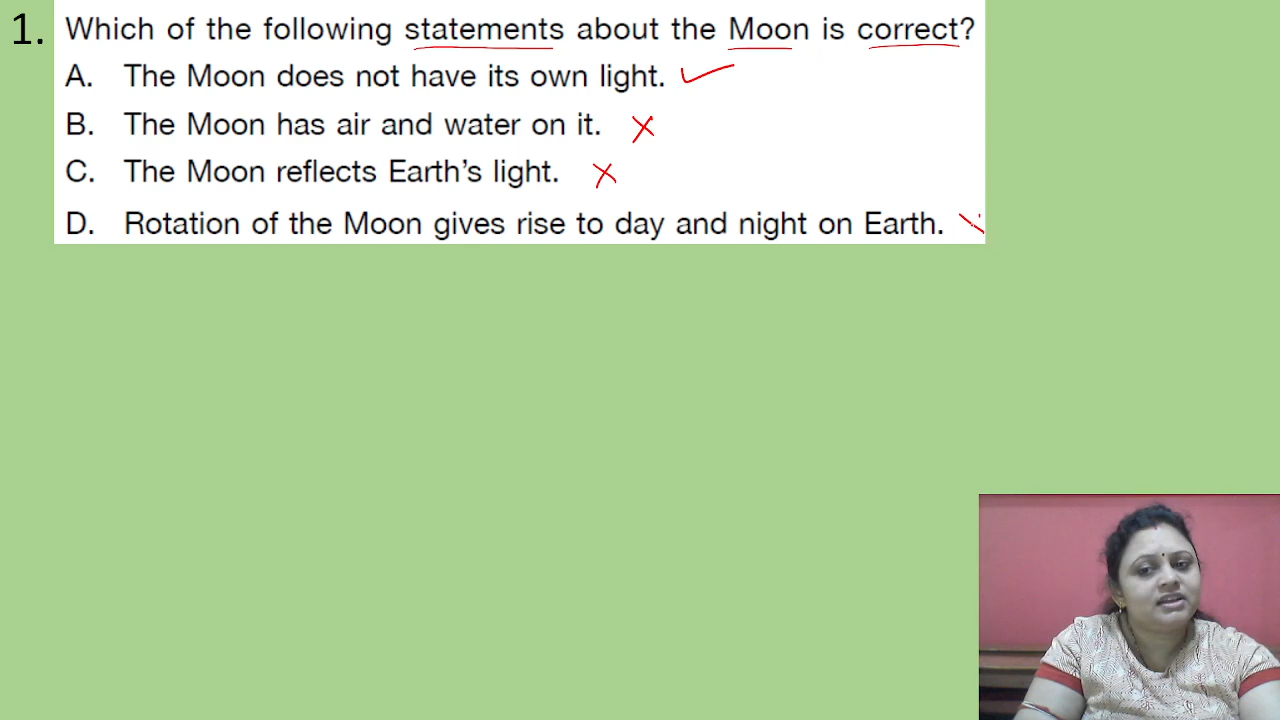 1. Which of the following statements about the Moon is correct?
A. The Moon does not have its own light.
B. The Moon has air and water on it.
C. The Moon reflects Earth's light.
D. Rotation of the Moon gives rise to day and night on Earth.